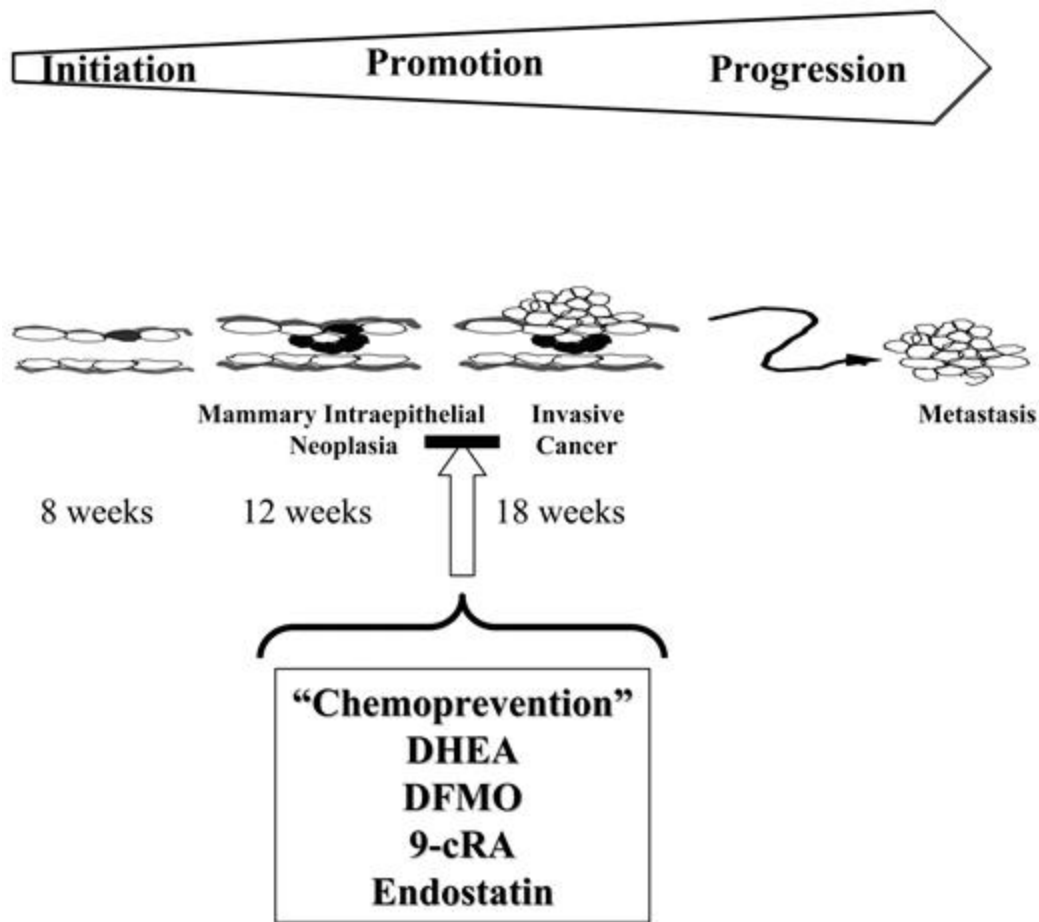 Initiation Promotion Progression
Mammary Intraepithelial
Neoplasia
Invasive
Cancer
Metastasis
8 weeks 12 weeks 18 weeks
“Chemoprevention”
DHEA
DFMO
9-cRA
Endostatin